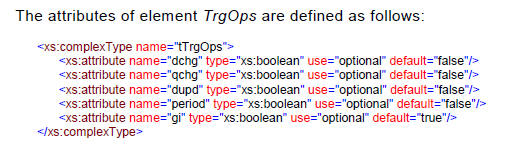 The attributes of element TrgOps are defined as follows:
<xs:complexType name="tTrgOps">
<xs:attribute name="dchg" type="xs:boolean" use="optional" default="false"/>
<xs:attribute name="qchg" type="xs:boolean" use="optional" default="false"/>
<xs:attribute name="dupd" type="xs:boolean" use="optional" default="false"/>
<xs:attribute name="period" type="xs:boolean" use="optional" default="false"/>
<xs:attribute name="gi" type="xs:boolean" use="optional" default="true"/>
</xs:complexType>